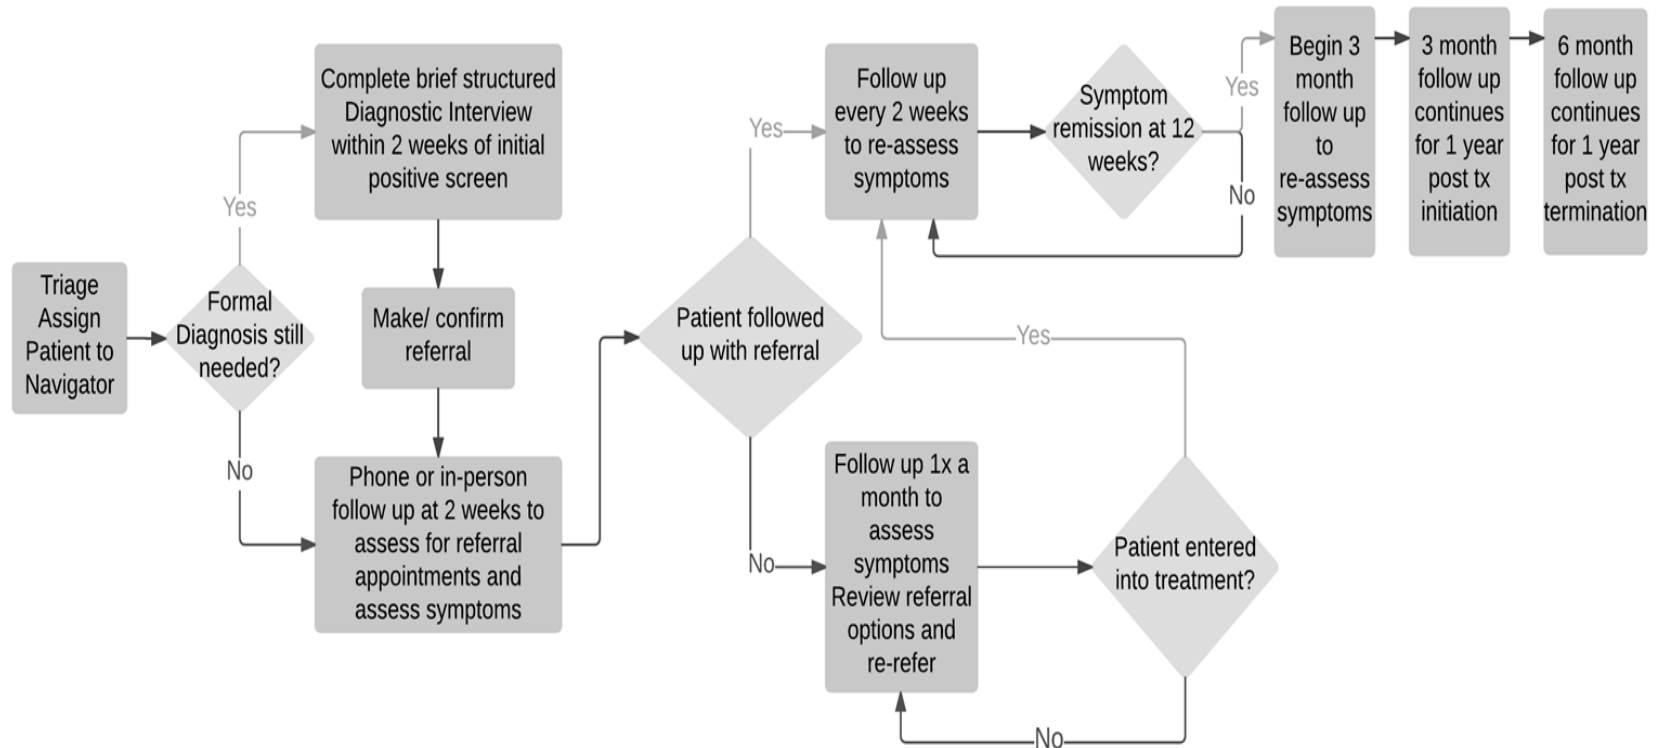 Triage
Assign
Patient to
Navigator
Formal
Diagnosis still
needed?
Yes
No
Complete brief structured
Diagnostic Interview
within 2 weeks of initial
positive screen
Make/ confirm
referral
Phone or in-person
follow up at 2 weeks to
assess for referral
appointments and
assess symptoms
Patient followed
up with referral
Yes
No
Follow up
every 2 weeks
to re-assess
symptoms
Symptom
remission at 12
weeks?
Yes
No
Begin 3
month
follow up
to
re-assess
symptoms
3 month
follow up
continues
for 1 year
post tx
initiation
6 month
follow up
continues
for 1 year
post tx
termination
Follow up 1x a
month to
assess
symptoms
Review referral
options and
re-refer
Patient entered
into treatment?
Yes
No